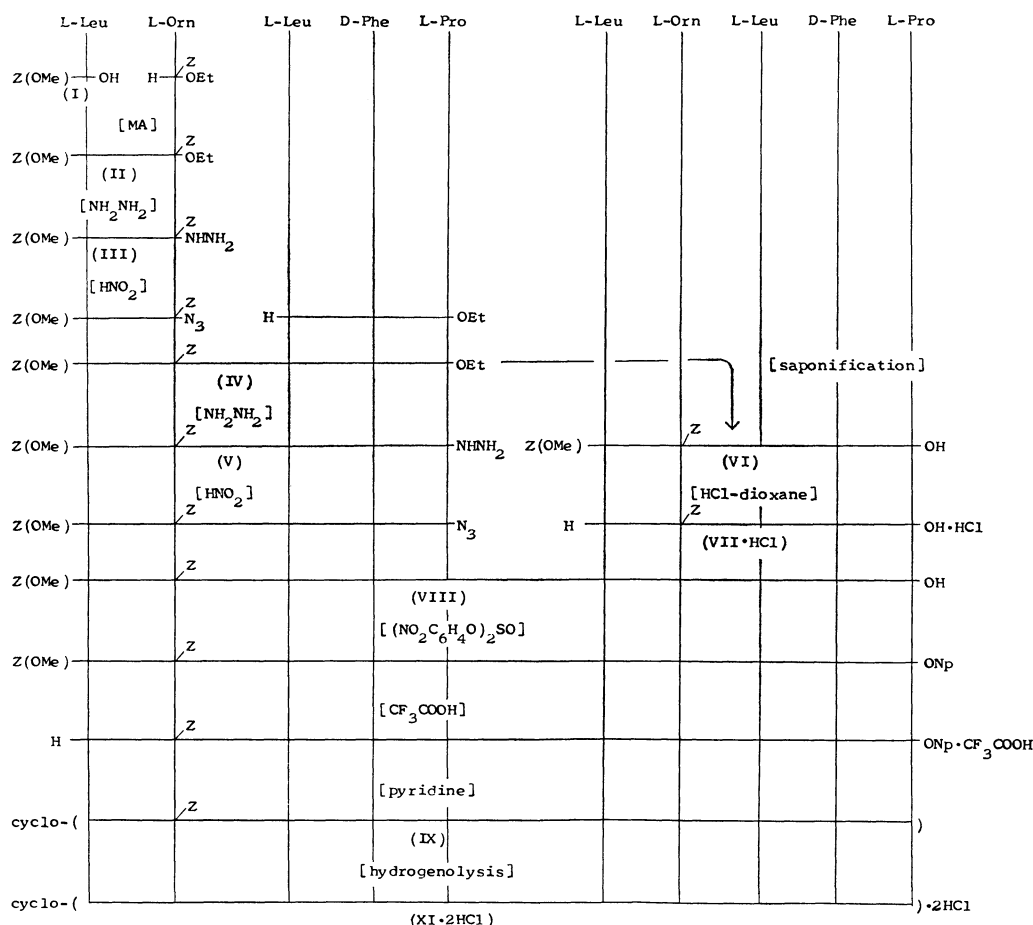 L-Leu L-Orn L-Leu D-Phe L-Pro L-Leu L-Orn L-Leu D-Phe L-Pro
Z
Z(OMe) OH H OEt
(I)
[MA]
Z
Z(OMe) OEt
(II)
[NH2NH2]
Z
Z(OMe) NHNH2
(III)
[HNO2]
Z
Z(OMe) N3 H OEt
Z
Z(OMe) OEt [saponification]
(IV)
[NH2NH2]
Z Z
Z(OMe) NHNH2 Z(OMe) OH
(V) (VI)
[HNO2] [HCl-dioxane]
Z Z
Z(OMe) N3 H OH·HCl
(VII·HCl)
Z
Z(OMe) OH
(VIII)
[(NO2C6H4O)2SO]
Z
Z(OMe) ONp
[CF3COOH]
Z
H ONp·CF3COOH
[pyridine]
Z
cyclo-( )
(IX)
[hydrogenolysis]
cyclo-( )·2HCl
(XI·2HCl)